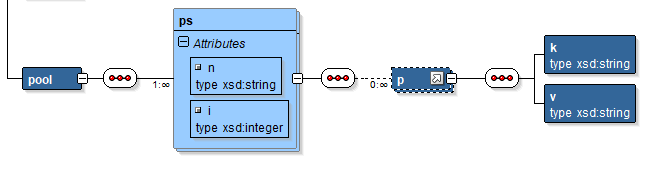 pool
1:∞
ps
Attributes
n
type xsd:string
i
type xsd:integer
0:∞
p
k
type xsd:string
v
type xsd:string